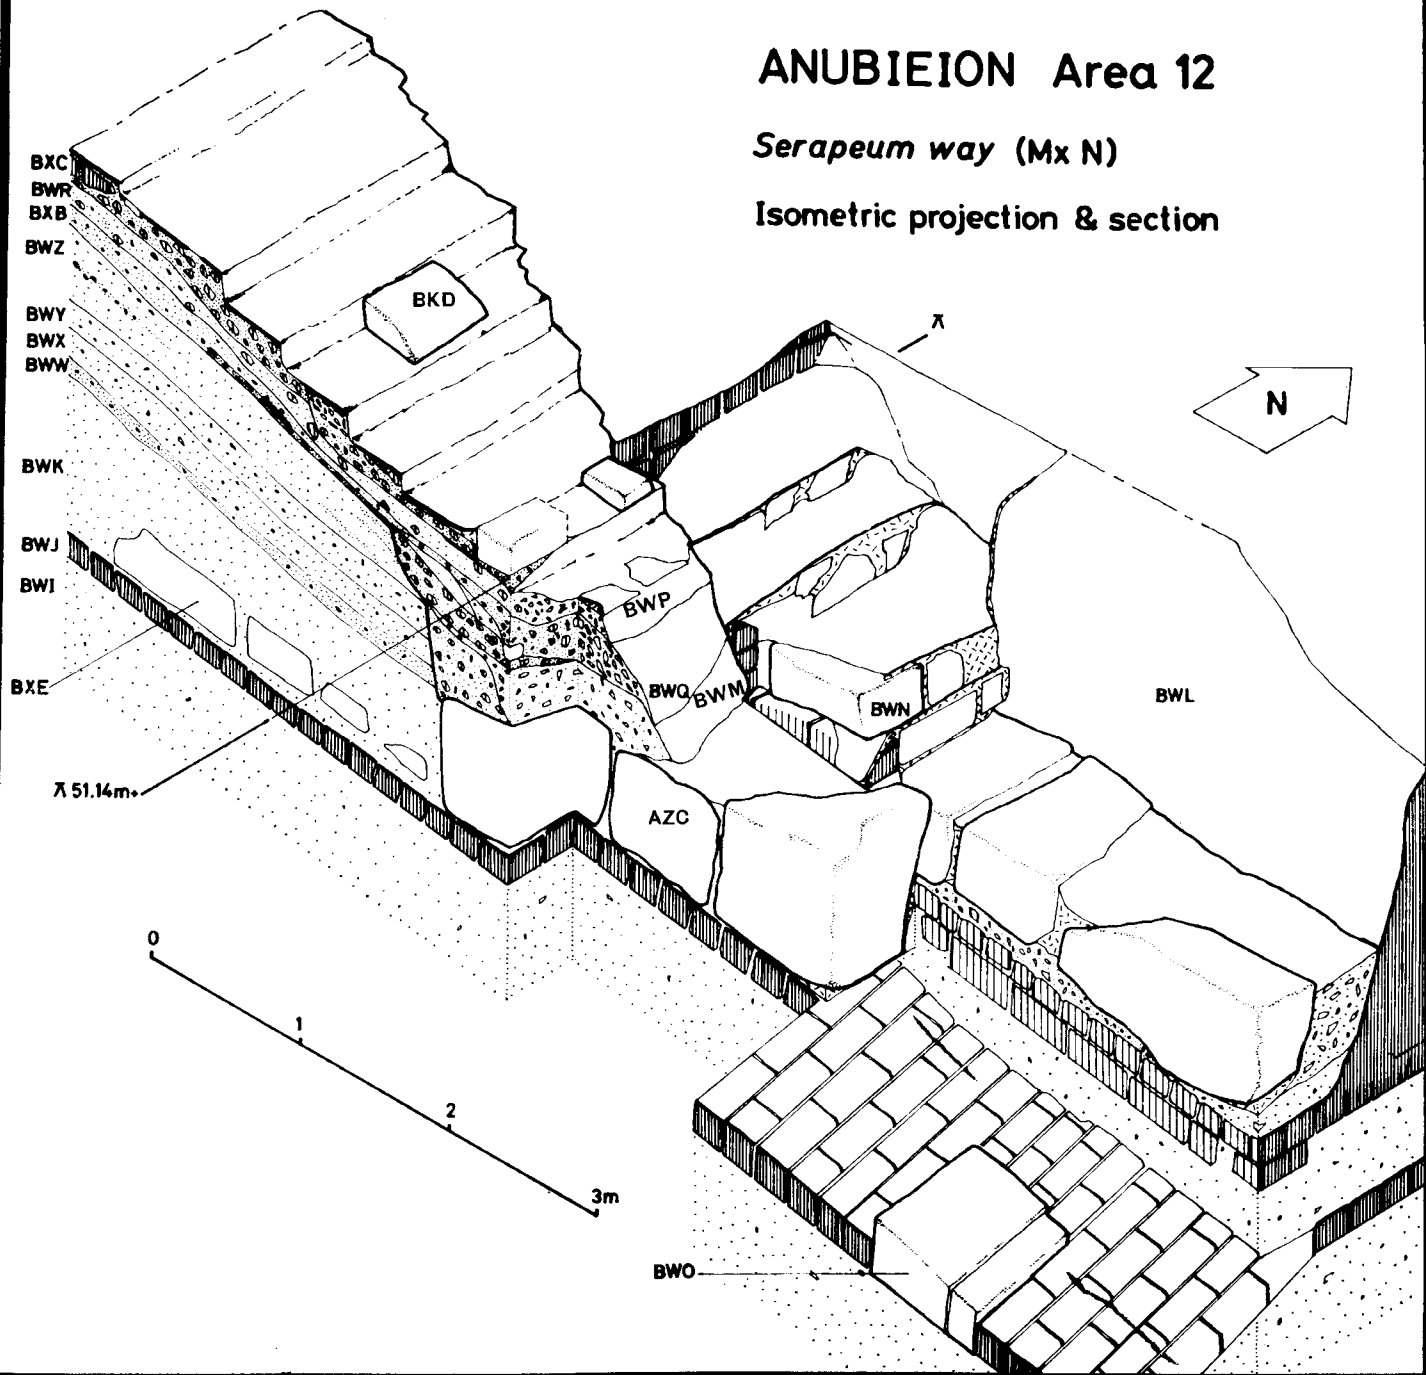 ANUBIEION Area 12
Serapeum way (Mx N)
Isometric projection & section
BXC
BWR
BXB
BWZ
BWY
BWX
BWW
BWK
BWJ
BWI
BXE
BKD
N
BWP
BWQ
BWM
BWN
BWL
51.14m+
AZC
0
1
2
3m
BWO